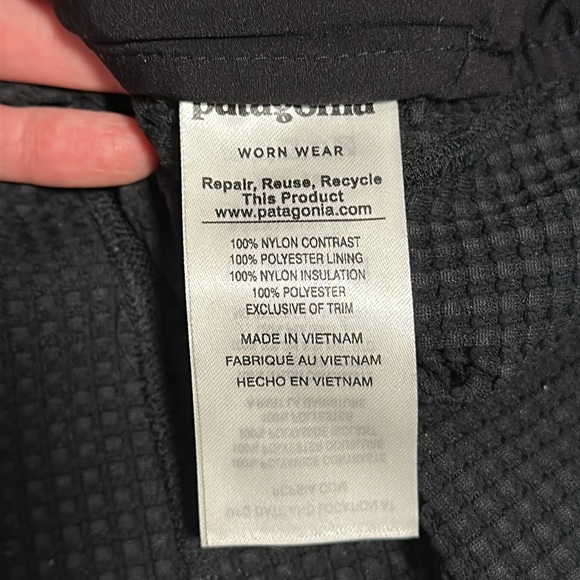 patagonia
WORN WEAR
Repair, Reuse, Recycle
This Product
www.patagonia.com
100% NYLON CONTRAST
100% POLYESTER LINING
100% NYLON INSULATION
100% POLYESTER
EXCLUSIVE OF TRIM
MADE IN VIETNAM
FABRIQUÉ AU VIETNAM
HECHO EN VIETNAM